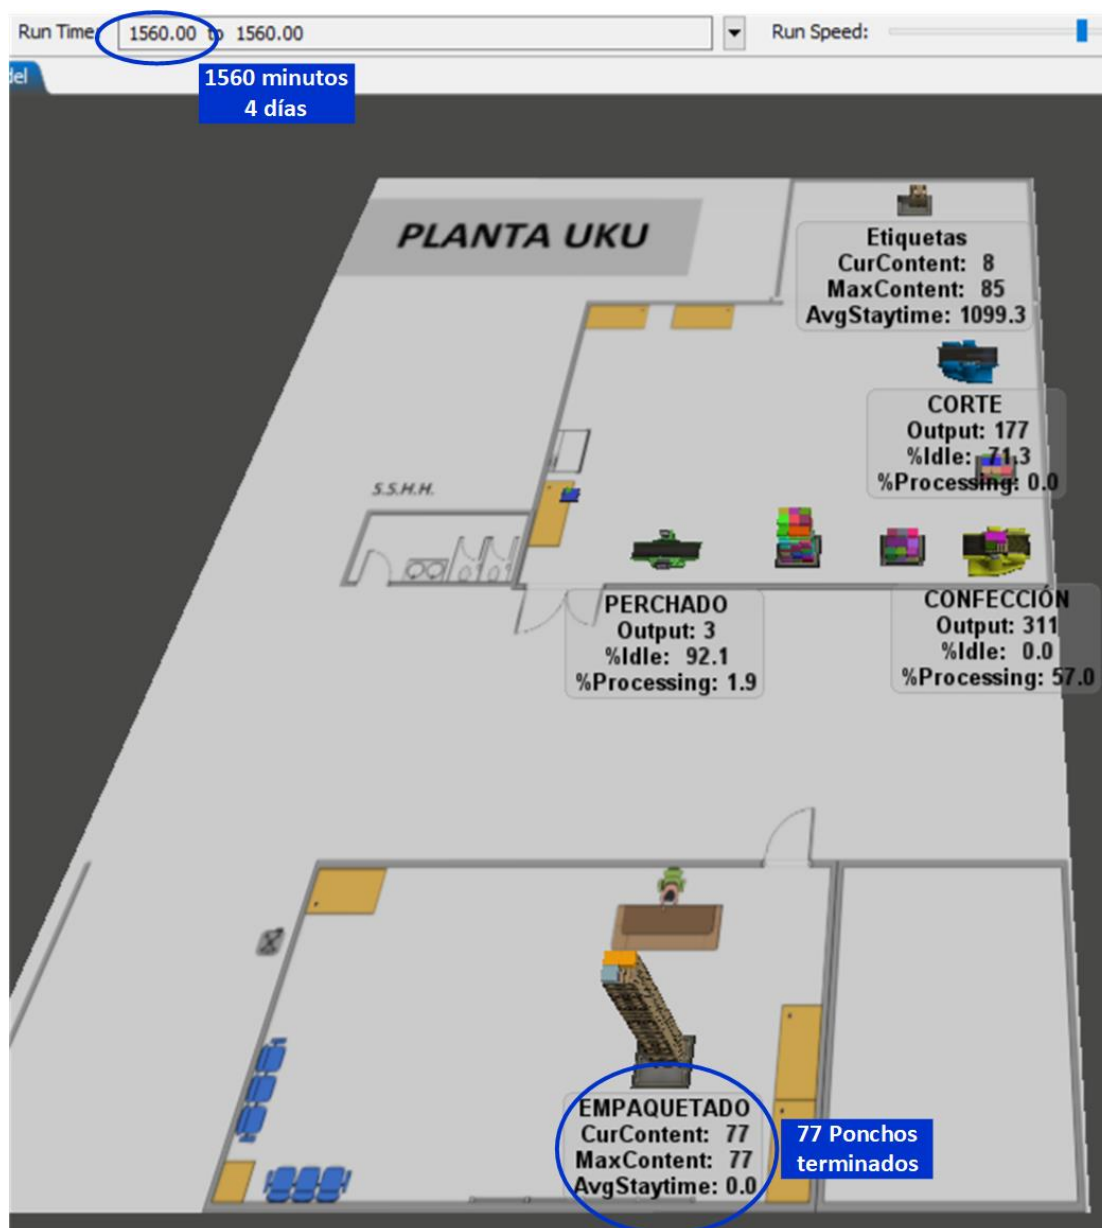 Run Time: 1560.00 to 1560.00 Run Speed:
del
1560 minutos
4 días
PLANTA UKU
Etiquetas
CurContent: 8
MaxContent: 85
AvgStaytime: 1099.3
CORTE
Output: 177
%Idle: 71.3
%Processing: 0.0
S.S.H.H.
PERCHADO
Output: 3
%Idle: 92.1
%Processing: 1.9
CONFECCIÓN
Output: 311
%Idle: 0.0
%Processing: 57.0
EMPAQUETADO
CurContent: 77
MaxContent: 77
AvgStaytime: 0.0
77 Ponchos
terminados